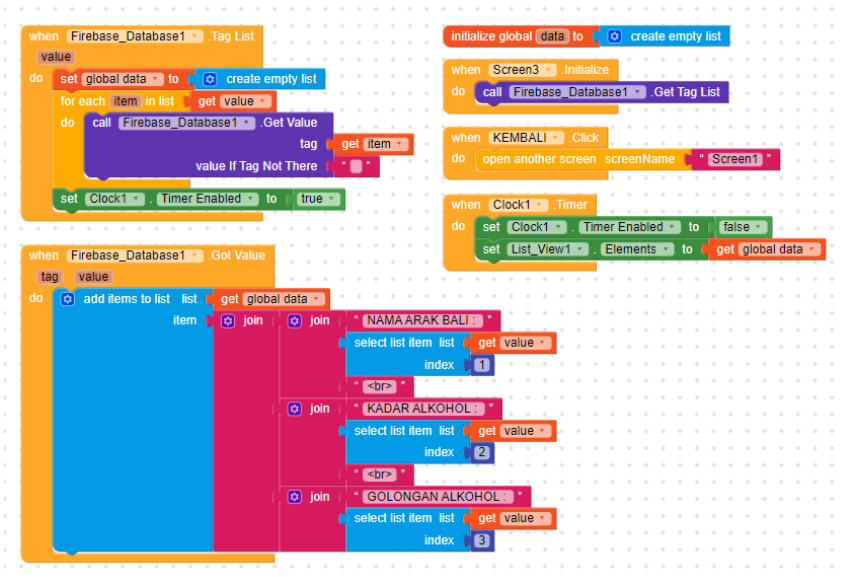 when Firebase_Database1 .Tag List
value
do set global data to create empty list
for each item in list get value
do call Firebase_Database1 .Get Value
tag get item
value If Tag Not There " "
set Clock1 . Timer Enabled to true
when Firebase_Database1 .Got Value
tag value
do add items to list list get global data
item join join " NAMA ARAK BALI : "
select list item list get value
index 1
" <br> "
join " KADAR ALKOHOL : "
select list item list get value
index 2
" <br> "
join " GOLONGAN ALKOHOL : "
select list item list get value
index 3
initialize global data to create empty list
when Screen3 .Initialize
do call Firebase_Database1 .Get Tag List
when KEMBALI .Click
do open another screen screenName " Screen1 "
when Clock1 .Timer
do set Clock1 . Timer Enabled to false
set List_View1 . Elements to get global data